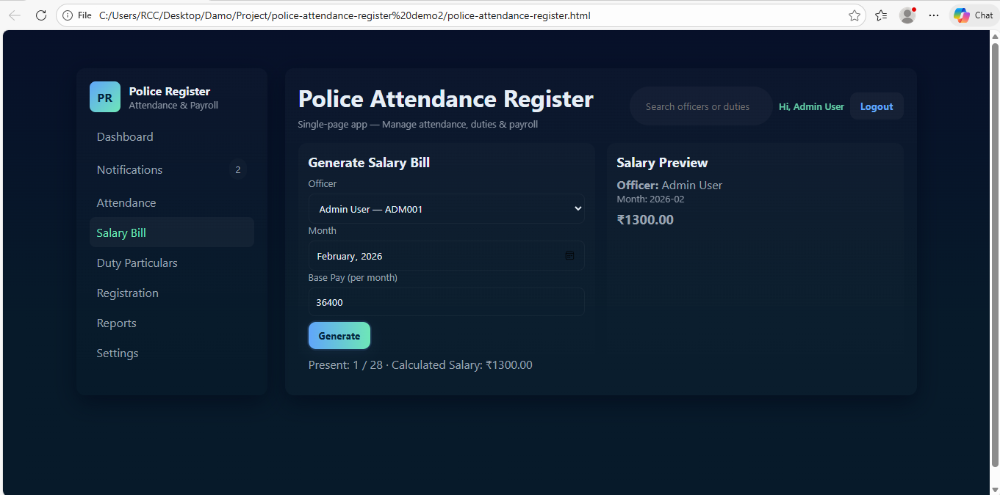 File C:/Users/RCC/Desktop/Damo/Project/police-attendance-register%20demo2/police-attendance-register.html
Chat
PR
Police Register
Attendance & Payroll
Dashboard
Notifications 2
Attendance
Salary Bill
Duty Particulars
Registration
Reports
Settings
Police Attendance Register
Single-page app — Manage attendance, duties & payroll
Search officers or duties
Hi, Admin User
Logout
Generate Salary Bill
Officer
Admin User — ADM001
Month
February, 2026
Base Pay (per month)
36400
Generate
Present: 1 / 28 · Calculated Salary: ₹1300.00
Salary Preview
Officer: Admin User
Month: 2026-02
₹1300.00